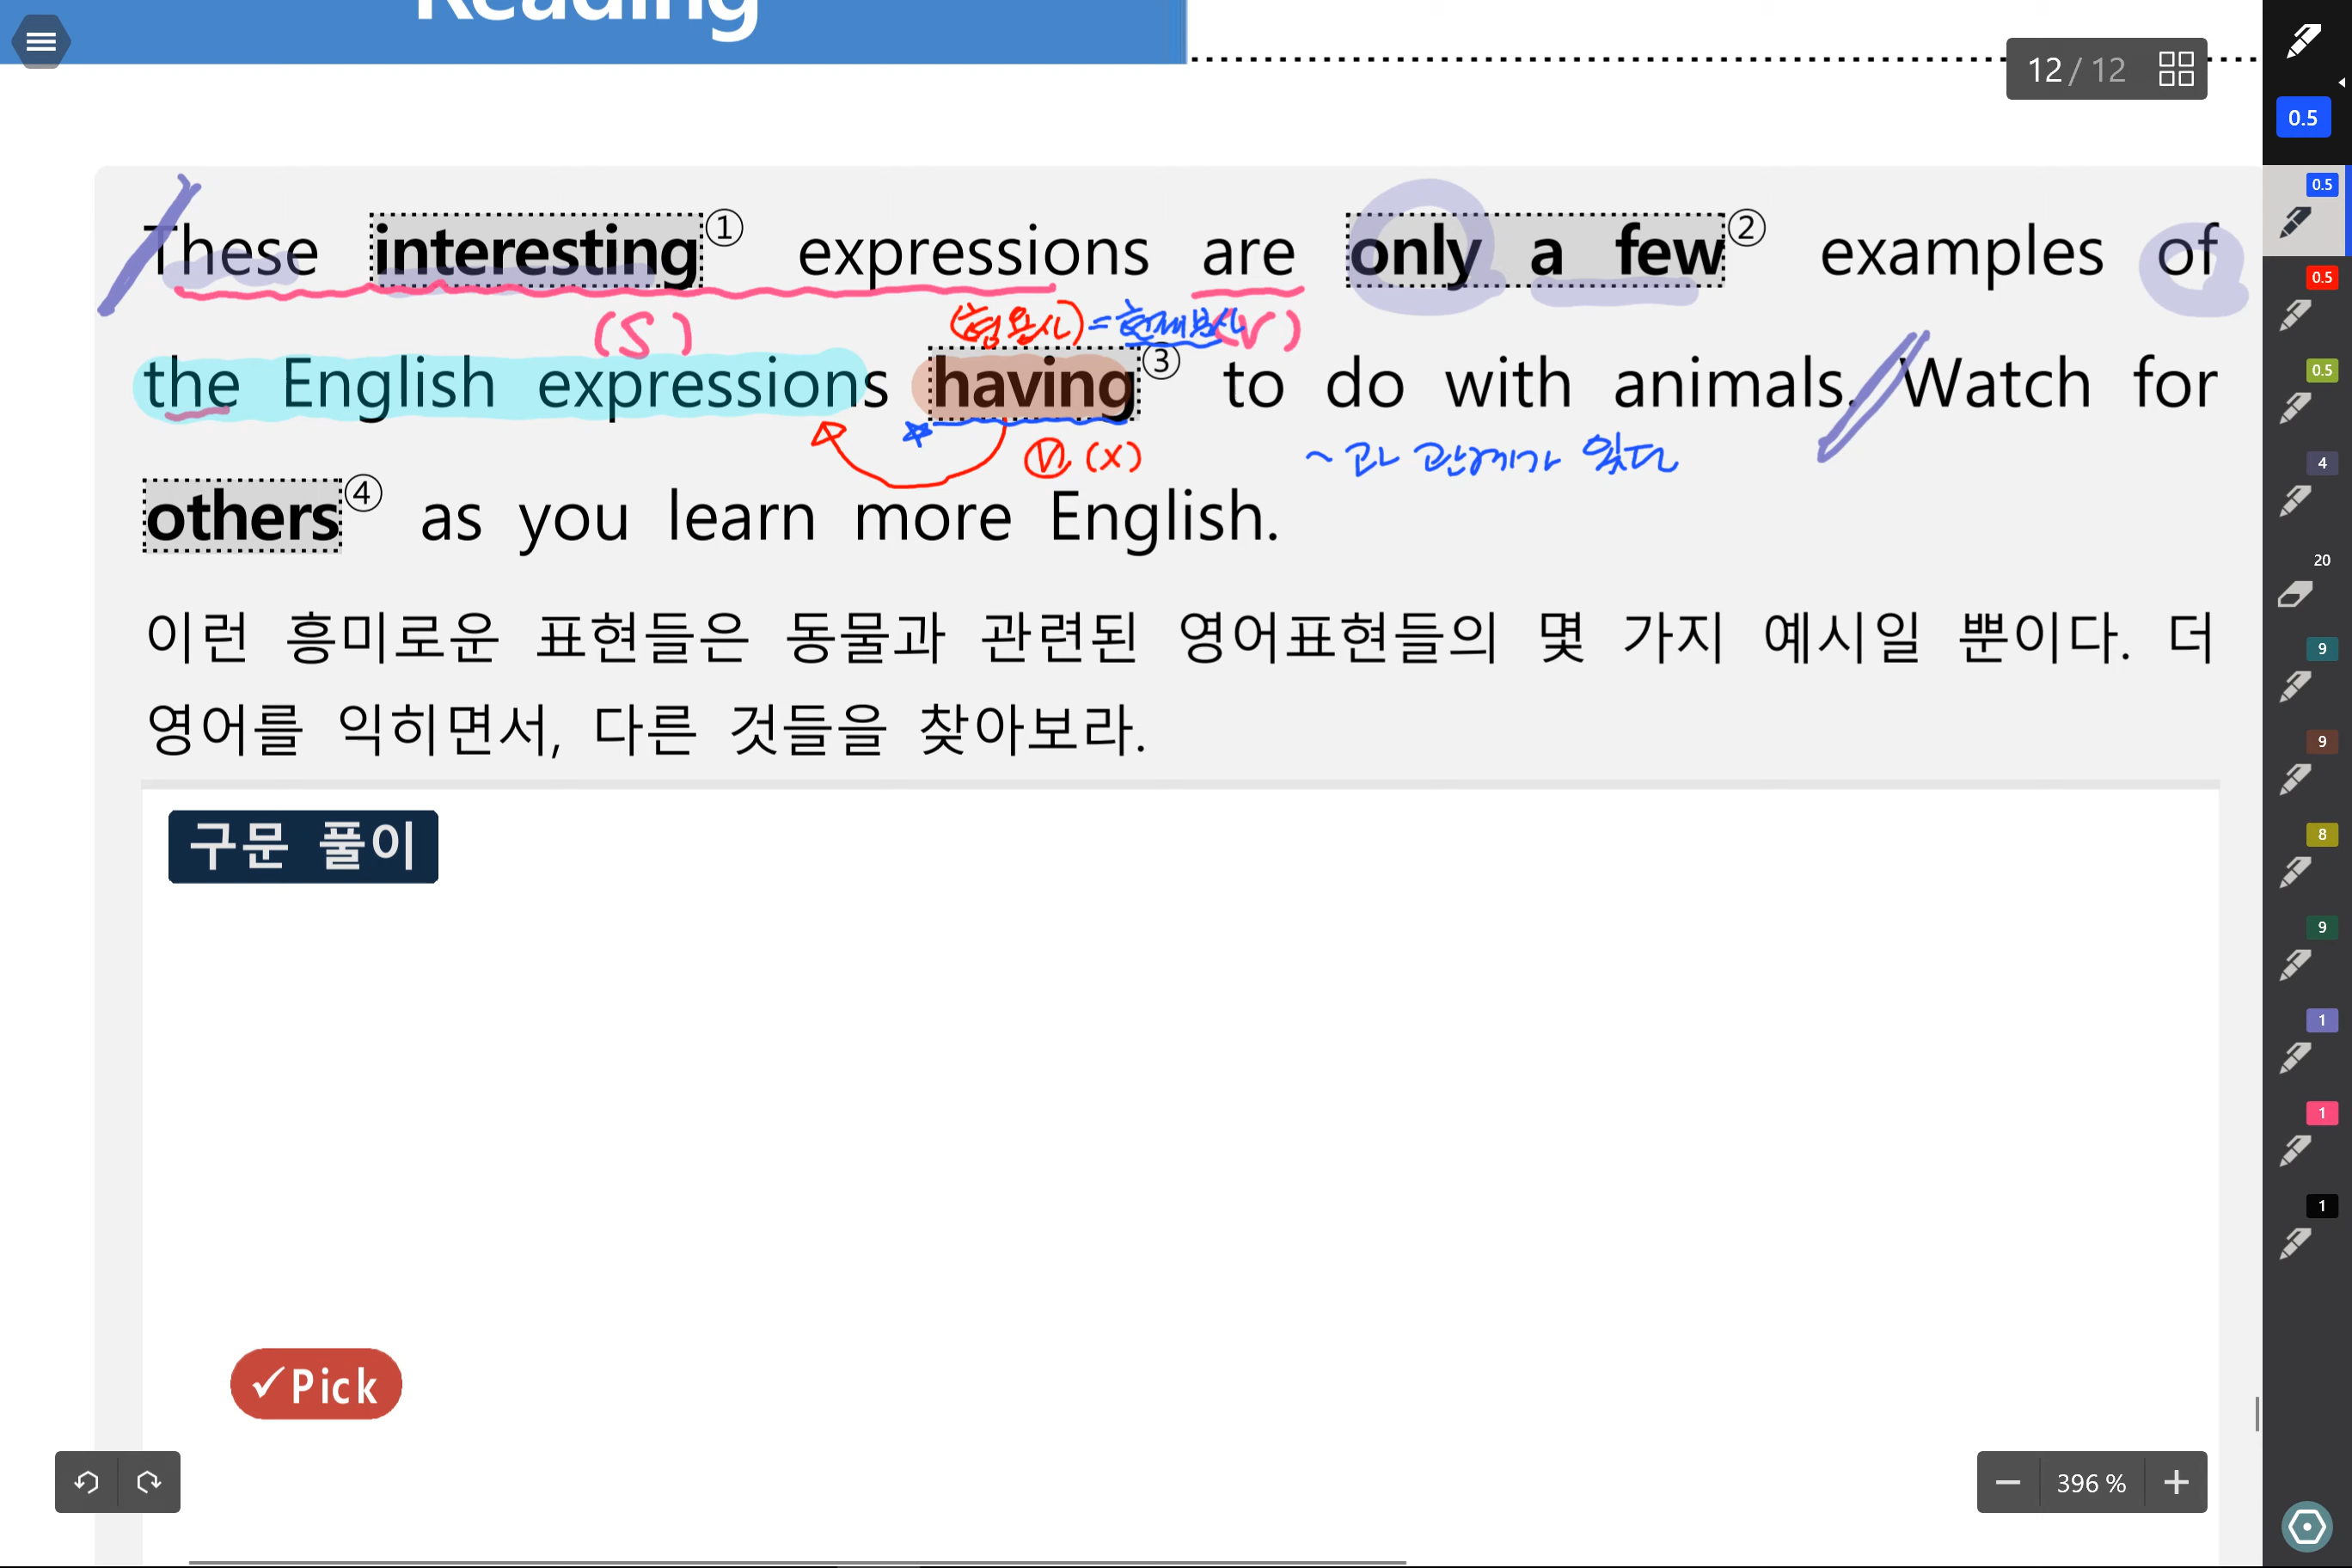 Reading
12 / 12
0.5
These interesting① expressions are only a few② examples of
(S)
(형용사) = 현재분사
(V)
the English expressions having③ to do with animals. Watch for
Ⓥ (X)
~과 관계가 있다
others④ as you learn more English.
이런 흥미로운 표현들은 동물과 관련된 영어표현들의 몇 가지 예시일 뿐이다. 더
영어를 익히면서, 다른 것들을 찾아보라.
구문 풀이
✓Pick
396 %
0.5
0.5
0.5
4
20
9
9
8
9
1
1
1